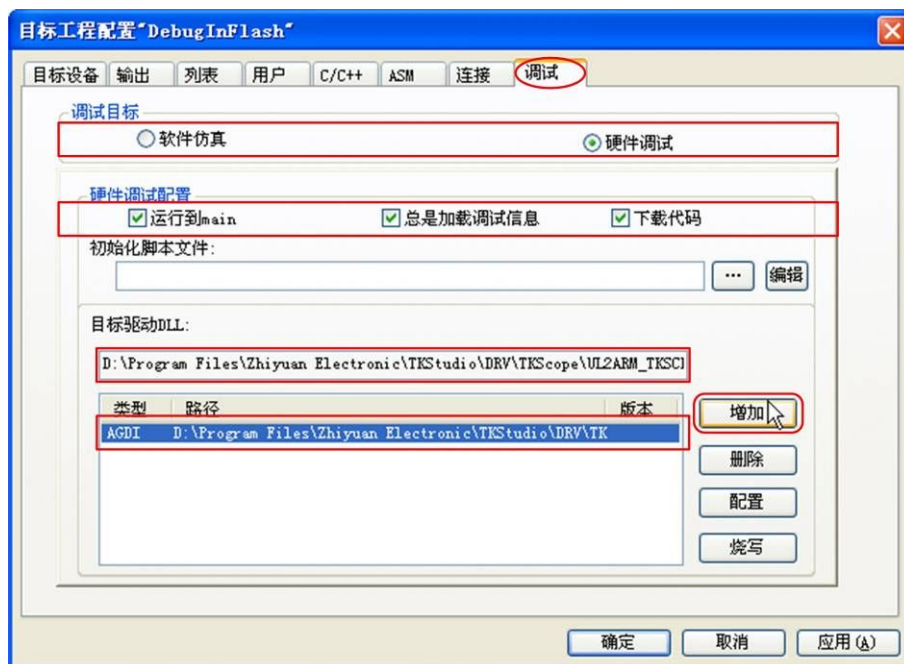 目标工程配置"DebugInFlash"
目标设备 输出 列表 用户 C/C++ ASM 连接 调试
调试目标
软件仿真 硬件调试
硬件调试配置
运行到main 总是加载调试信息 下载代码
初始化脚本文件:
... 编辑
目标驱动DLL:
D:\Program Files\Zhiyuan Electronic\TKStudio\DRV\TKScope\UL2ARM_TKSC
类型 路径 版本 增加
AGDI D:\Program Files\Zhiyuan Electronic\TKStudio\DRV\TK
删除
配置
烧写
确定 取消 应用(A)